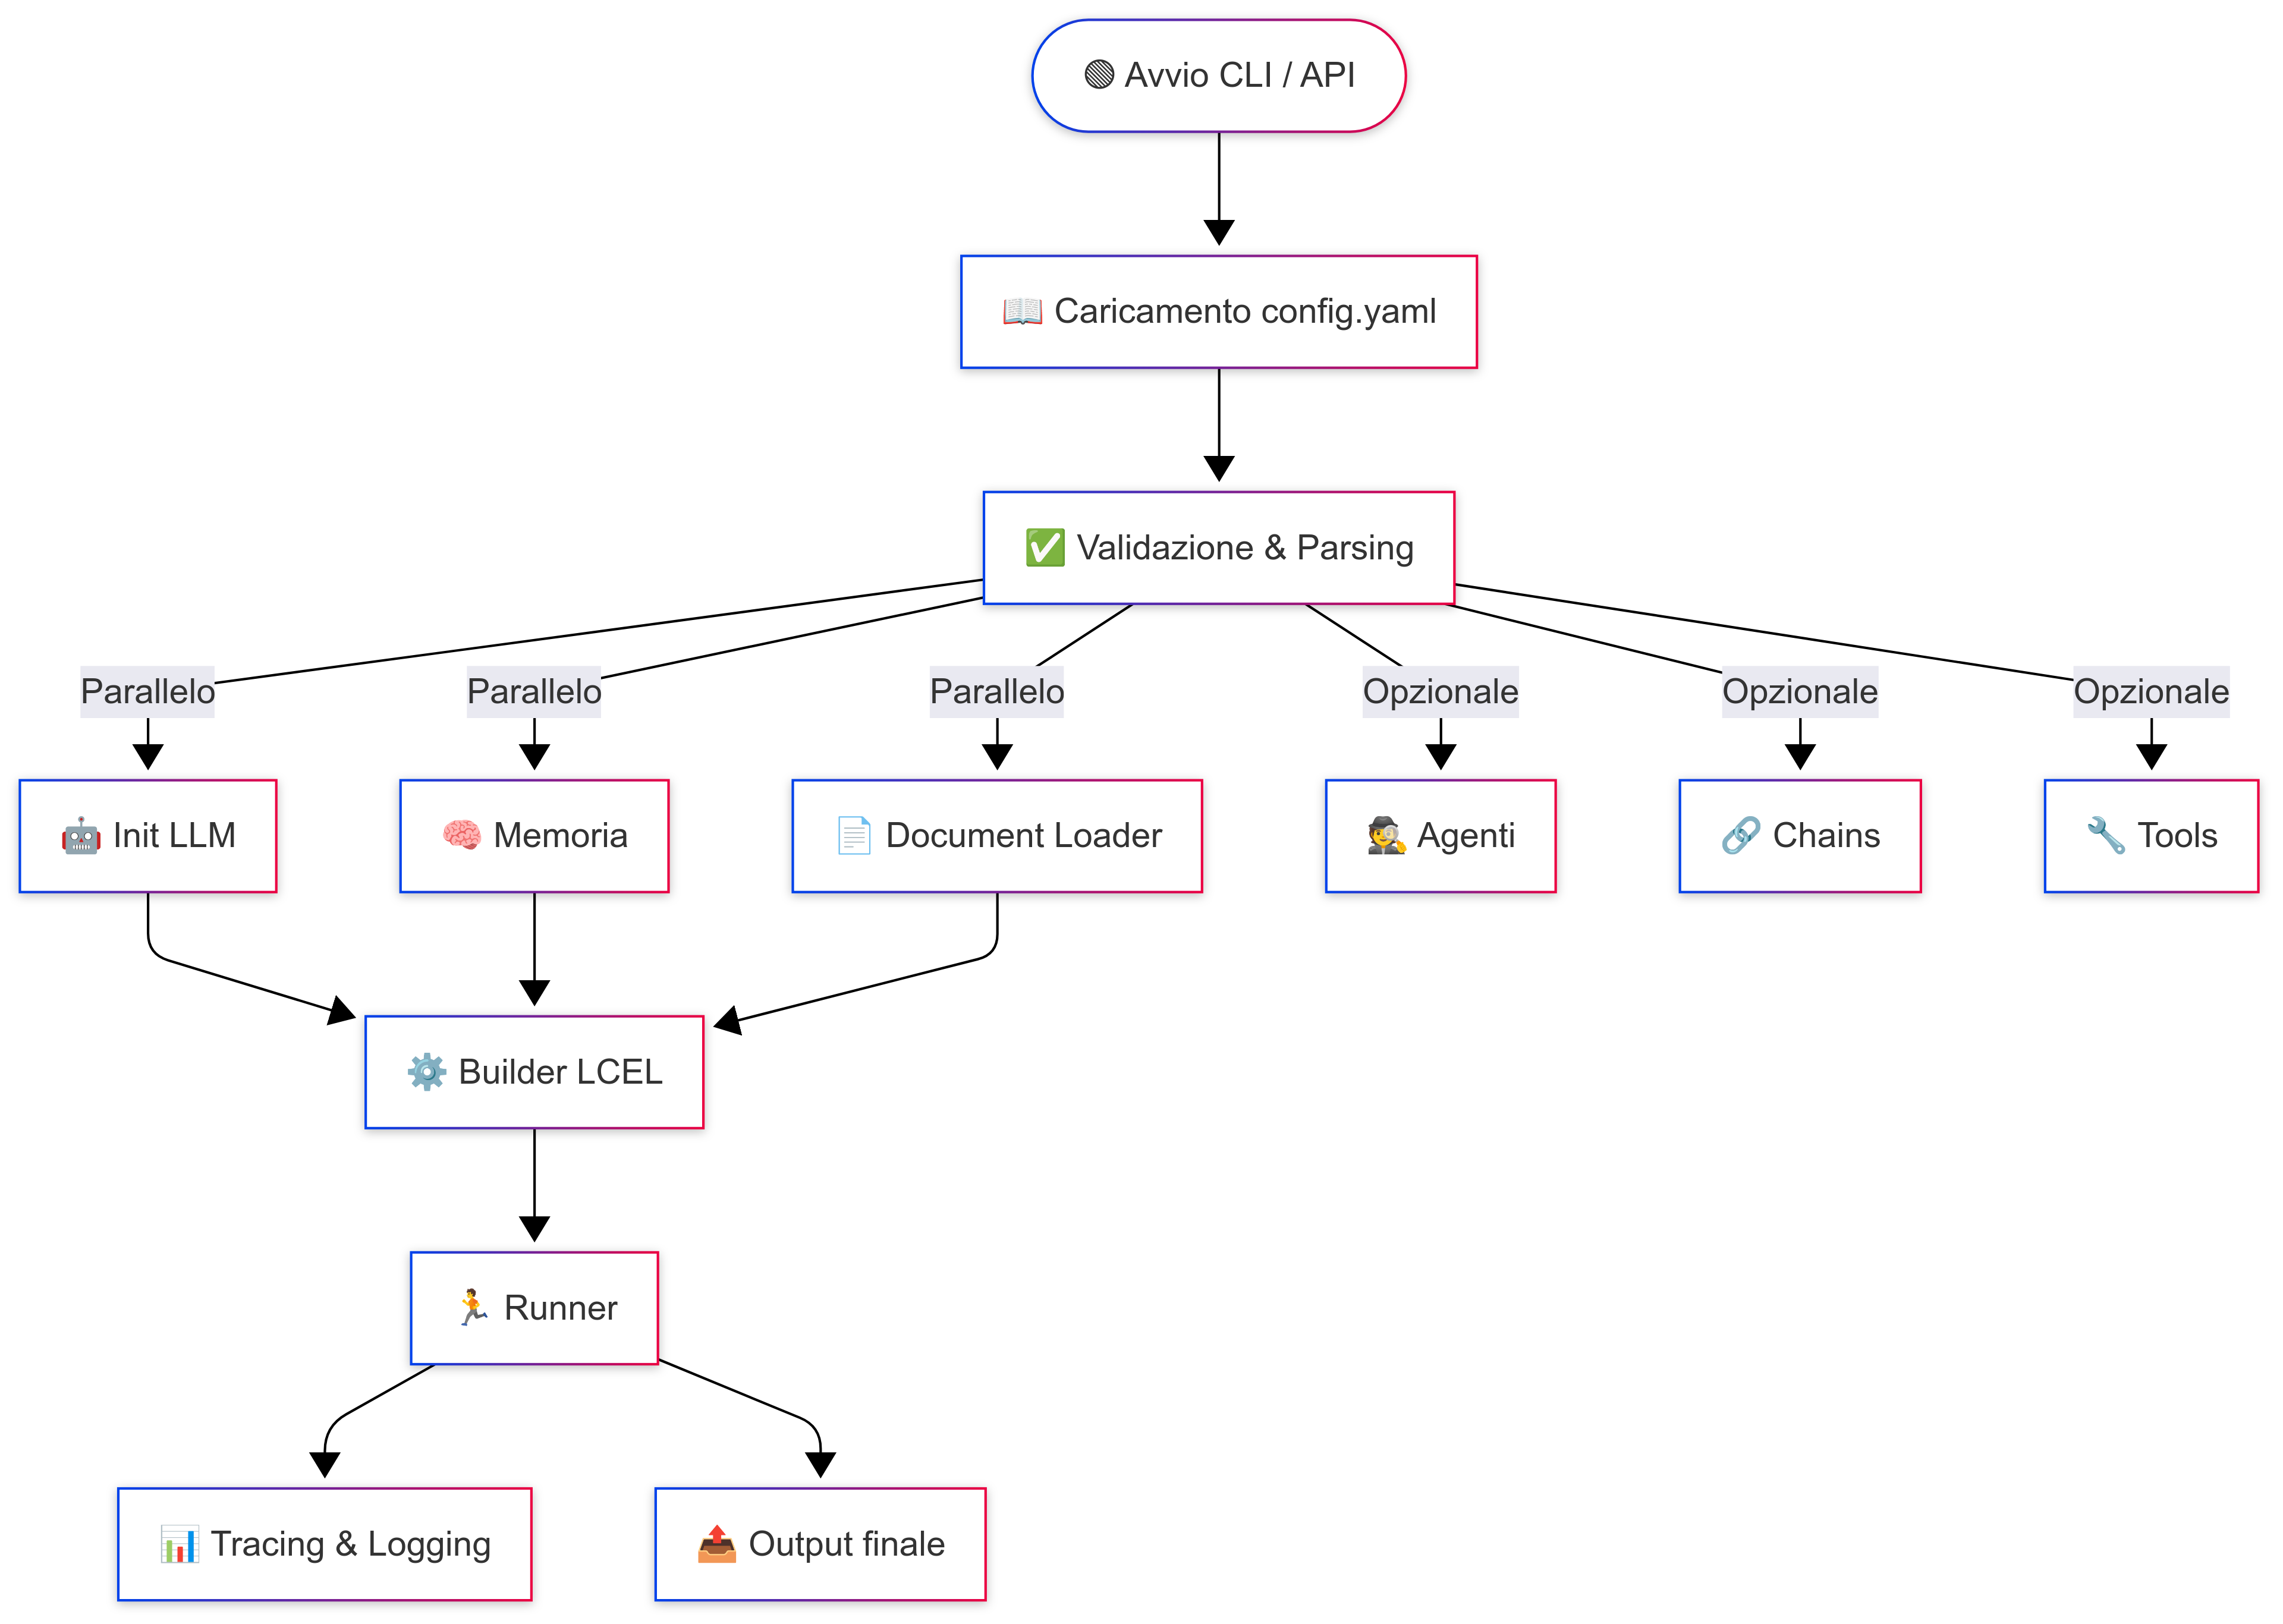 Avvio CLI / API
Caricamento config.yaml
Validazione & Parsing
Parallelo
Parallelo
Parallelo
Opzionale
Opzionale
Opzionale
Init LLM
Memoria
Document Loader
Agenti
Chains
Tools
Builder LCEL
Runner
Tracing & Logging
Output finale